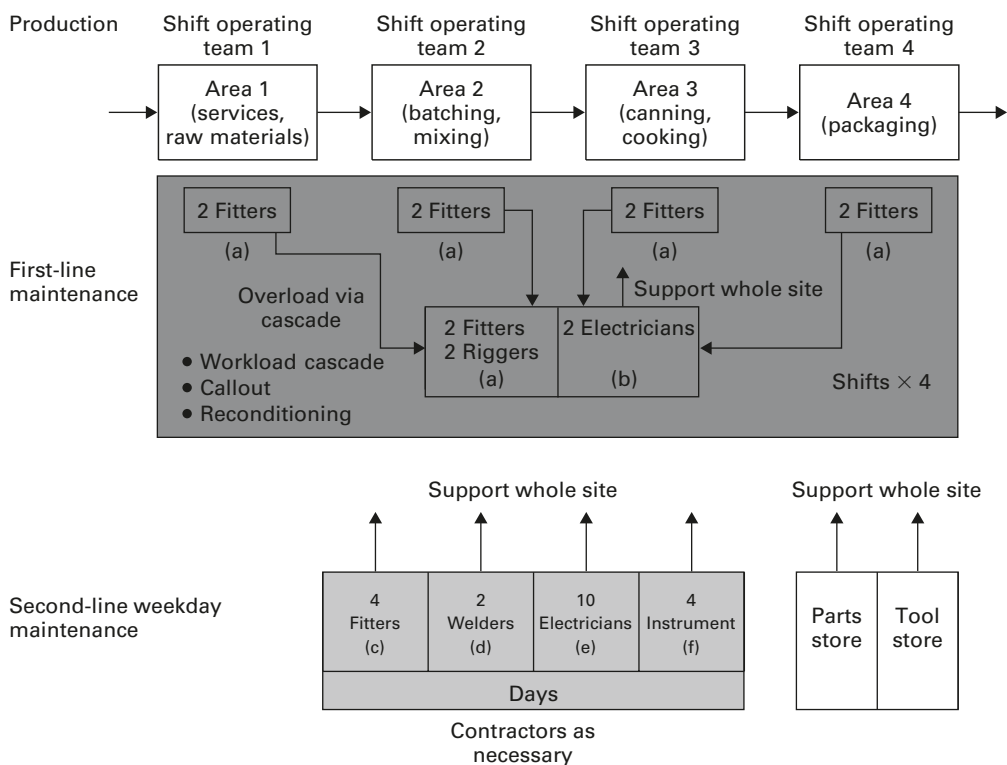 Production
Shift operating
team 1
Shift operating
team 2
Shift operating
team 3
Shift operating
team 4
Area 1
(services,
raw materials)
Area 2
(batching,
mixing)
Area 3
(canning,
cooking)
Area 4
(packaging)
First-line
maintenance
2 Fitters
(a)
2 Fitters
(a)
2 Fitters
(a)
2 Fitters
(a)
Overload via
cascade
Support whole site
2 Fitters
2 Riggers
(a)
2 Electricians
(b)
• Workload cascade
• Callout
• Reconditioning
Shifts × 4
Second-line weekday
maintenance
Support whole site
Support whole site
4
Fitters
(c)
2
Welders
(d)
10
Electricians
(e)
4
Instrument
(f)
Days
Parts
store
Tool
store
Contractors as
necessary